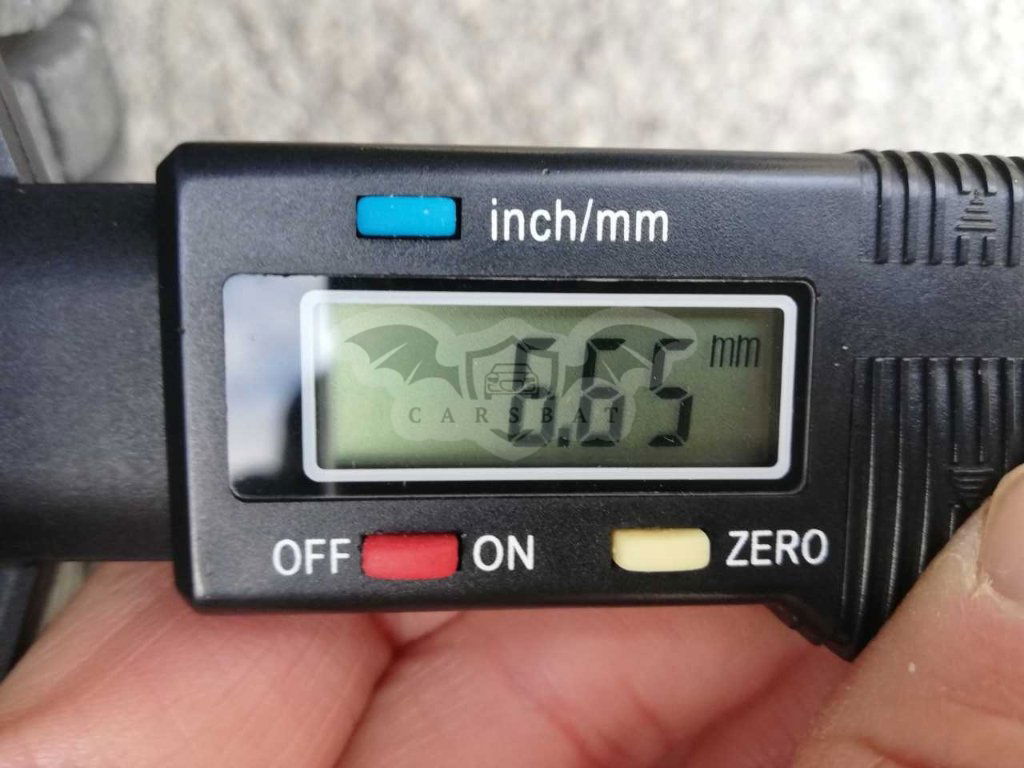 inch/mm
6.65 mm
CARSBAT
OFF ON ZERO